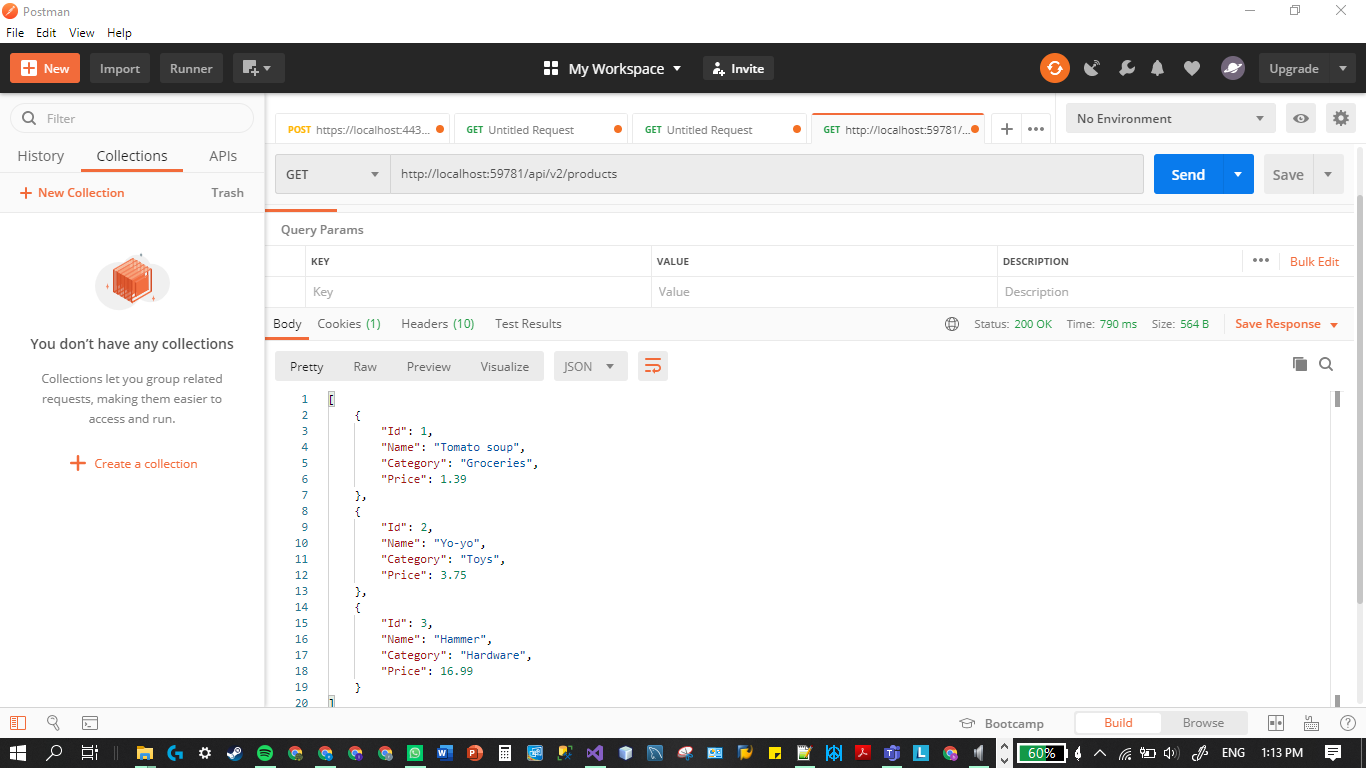 Postman
File Edit View Help
New Import Runner My Workspace Invite Upgrade
Filter
History Collections APIs
New Collection Trash
You don’t have any collections
Collections let you group related
requests, making them easier to
access and run.
Create a collection
POST https://localhost:443... GET Untitled Request GET Untitled Request GET http://localhost:59781/... No Environment
GET http://localhost:59781/api/v2/products Send Save
Query Params
KEY VALUE DESCRIPTION Bulk Edit
Key Value Description
Body Cookies (1) Headers (10) Test Results Status: 200 OK Time: 790 ms Size: 564 B Save Response
Pretty Raw Preview Visualize JSON
1 [
2 {
3 "Id": 1,
4 "Name": "Tomato soup",
5 "Category": "Groceries",
6 "Price": 1.39
7 },
8 {
9 "Id": 2,
10 "Name": "Yo-yo",
11 "Category": "Toys",
12 "Price": 3.75
13 },
14 {
15 "Id": 3,
16 "Name": "Hammer",
17 "Category": "Hardware",
18 "Price": 16.99
19 }
20 ]
Bootcamp Build Browse
60% ENG 1:13 PM